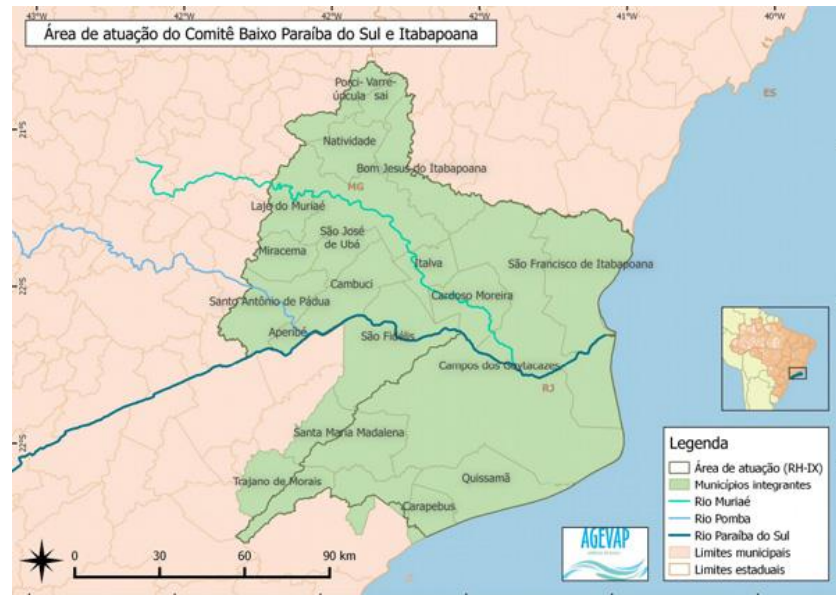 Área de atuação do Comitê Baixo Paraíba do Sul e Itabapoana
43°W
42°W
42°W
41°W
40°W
21°S
22°S
22°S
ES
MG
RJ
Porci-
úncula
Varre-
sai
Natividade
Bom Jesus do Itabapoana
Laje do Muriaé
São José
de Ubá
Miracema
Italva
São Francisco de Itabapoana
Cambuci
Cardoso Moreira
Santo Antônio de Pádua
Aperibé
São Fidélis
Campos dos Goytacazes
Santa Maria Madalena
Trajano de Morais
Quissamã
Carapebus
0 30 60 90 km
AGEVAP
Legenda
Área de atuação (RH-IX)
Municípios integrantes
Rio Muriaé
Rio Pomba
Rio Paraíba do Sul
Limites municipais
Limites estaduais